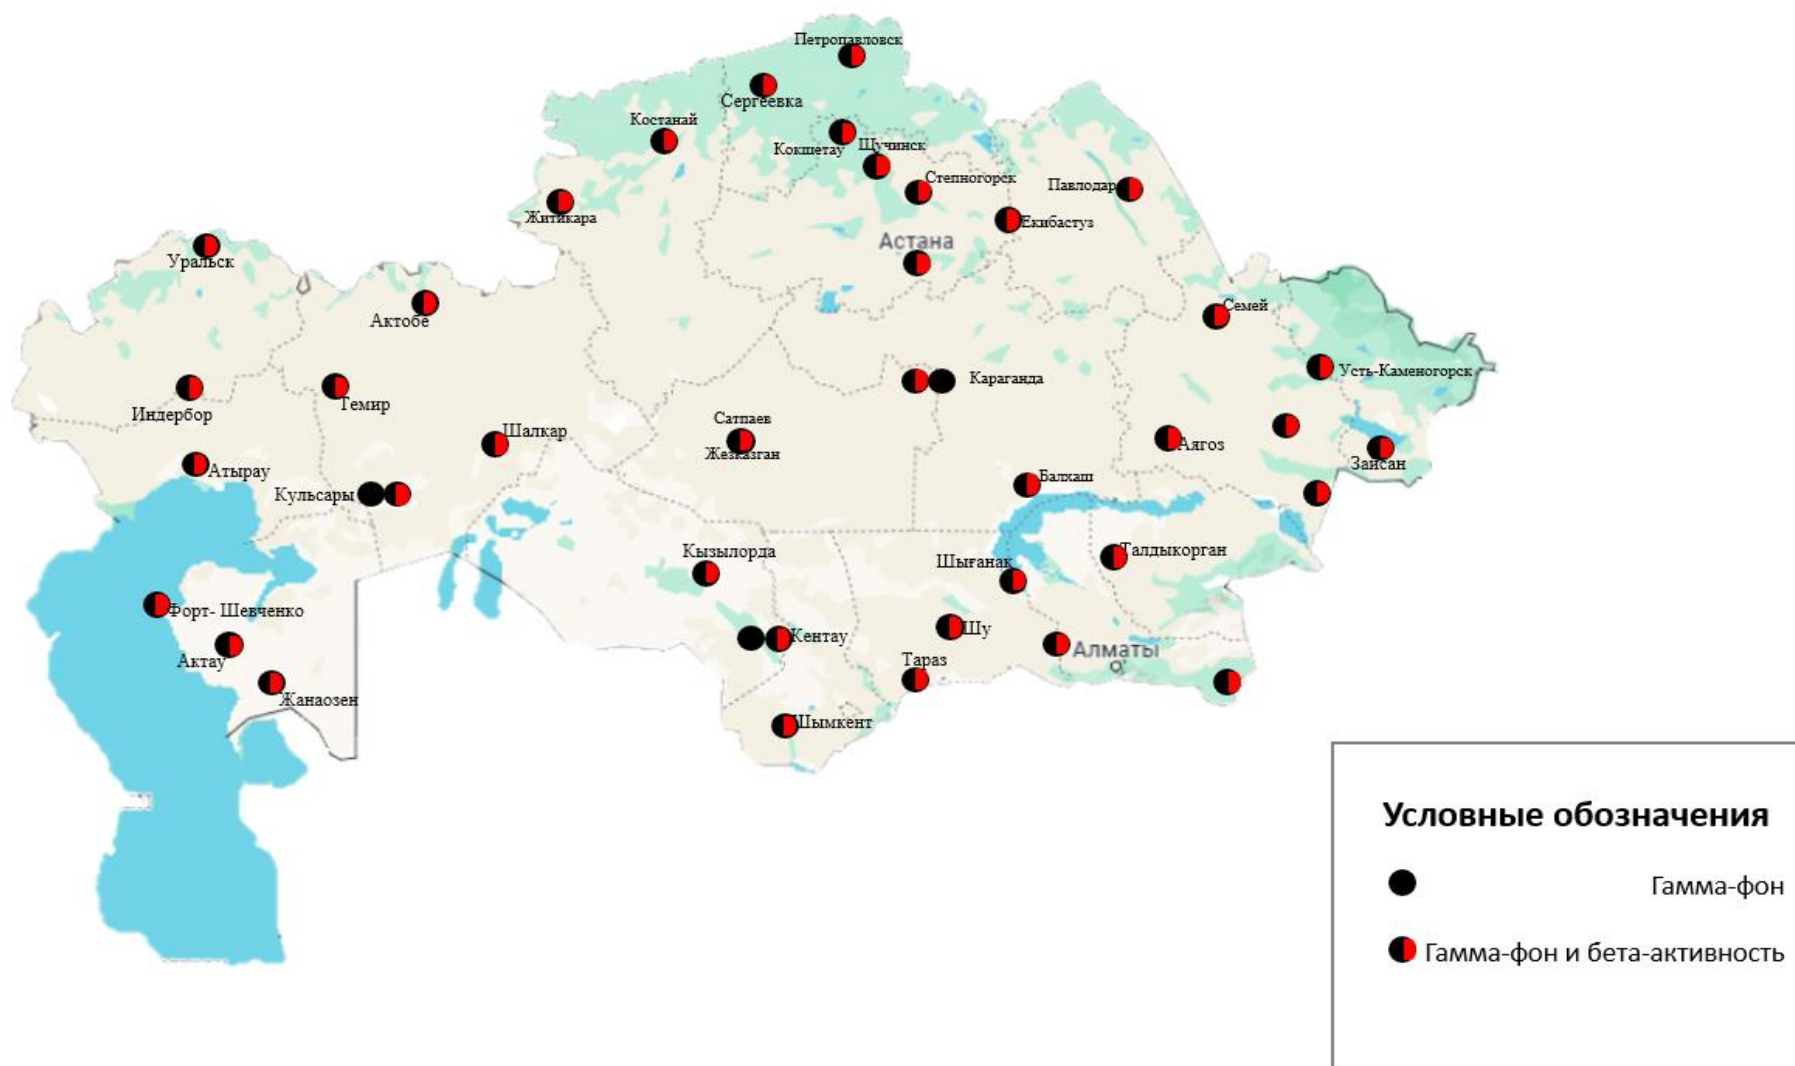 Петропавловск
Сергеевка
Костанай
Кокшетау
Щучинск
Степногорск
Павлодар
Житикара
Екибастуз
Астана
Уральск
Семей
Актобе
Усть-Каменогорск
Караганда
Индербор
Темир
Сатпаев
Шалкар
Аягоз
Жезказган
Заисан
Атырау
Балхаш
Кульсары
Кызылорда
Талдыкорган
Шығанак
Форт- Шевченко
Шу
Кентау
Алматы
Актау
Тараз
Жанаозен
Шымкент
Условные обозначения
Гамма-фон
Гамма-фон и бета-активность